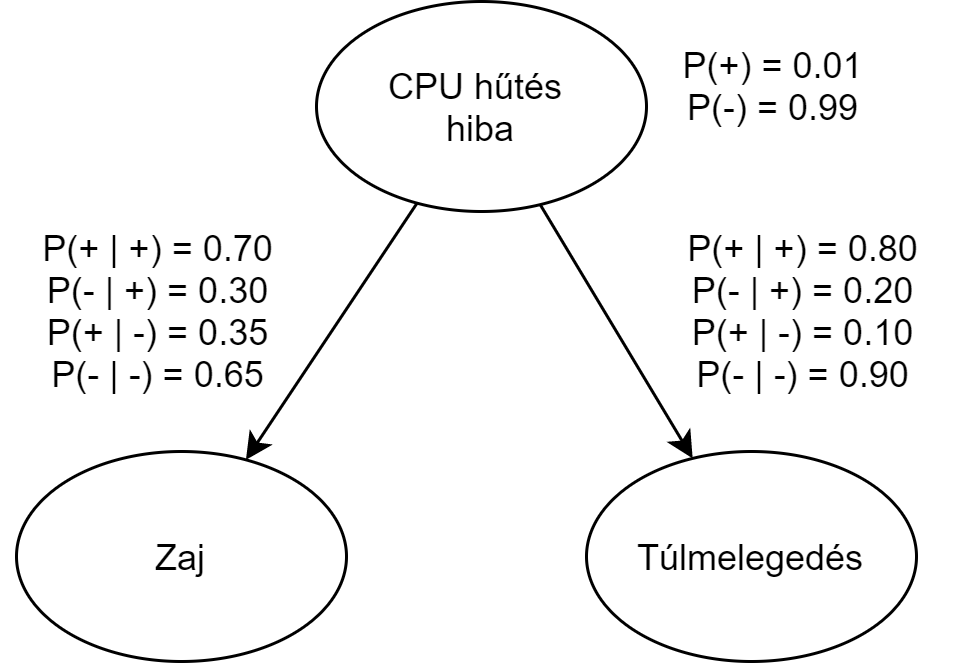 CPU hűtés
hiba
P(+) = 0.01
P(-) = 0.99
P(+ | +) = 0.70
P(- | +) = 0.30
P(+ | -) = 0.35
P(- | -) = 0.65
P(+ | +) = 0.80
P(- | +) = 0.20
P(+ | -) = 0.10
P(- | -) = 0.90
Zaj
Túlmelegedés